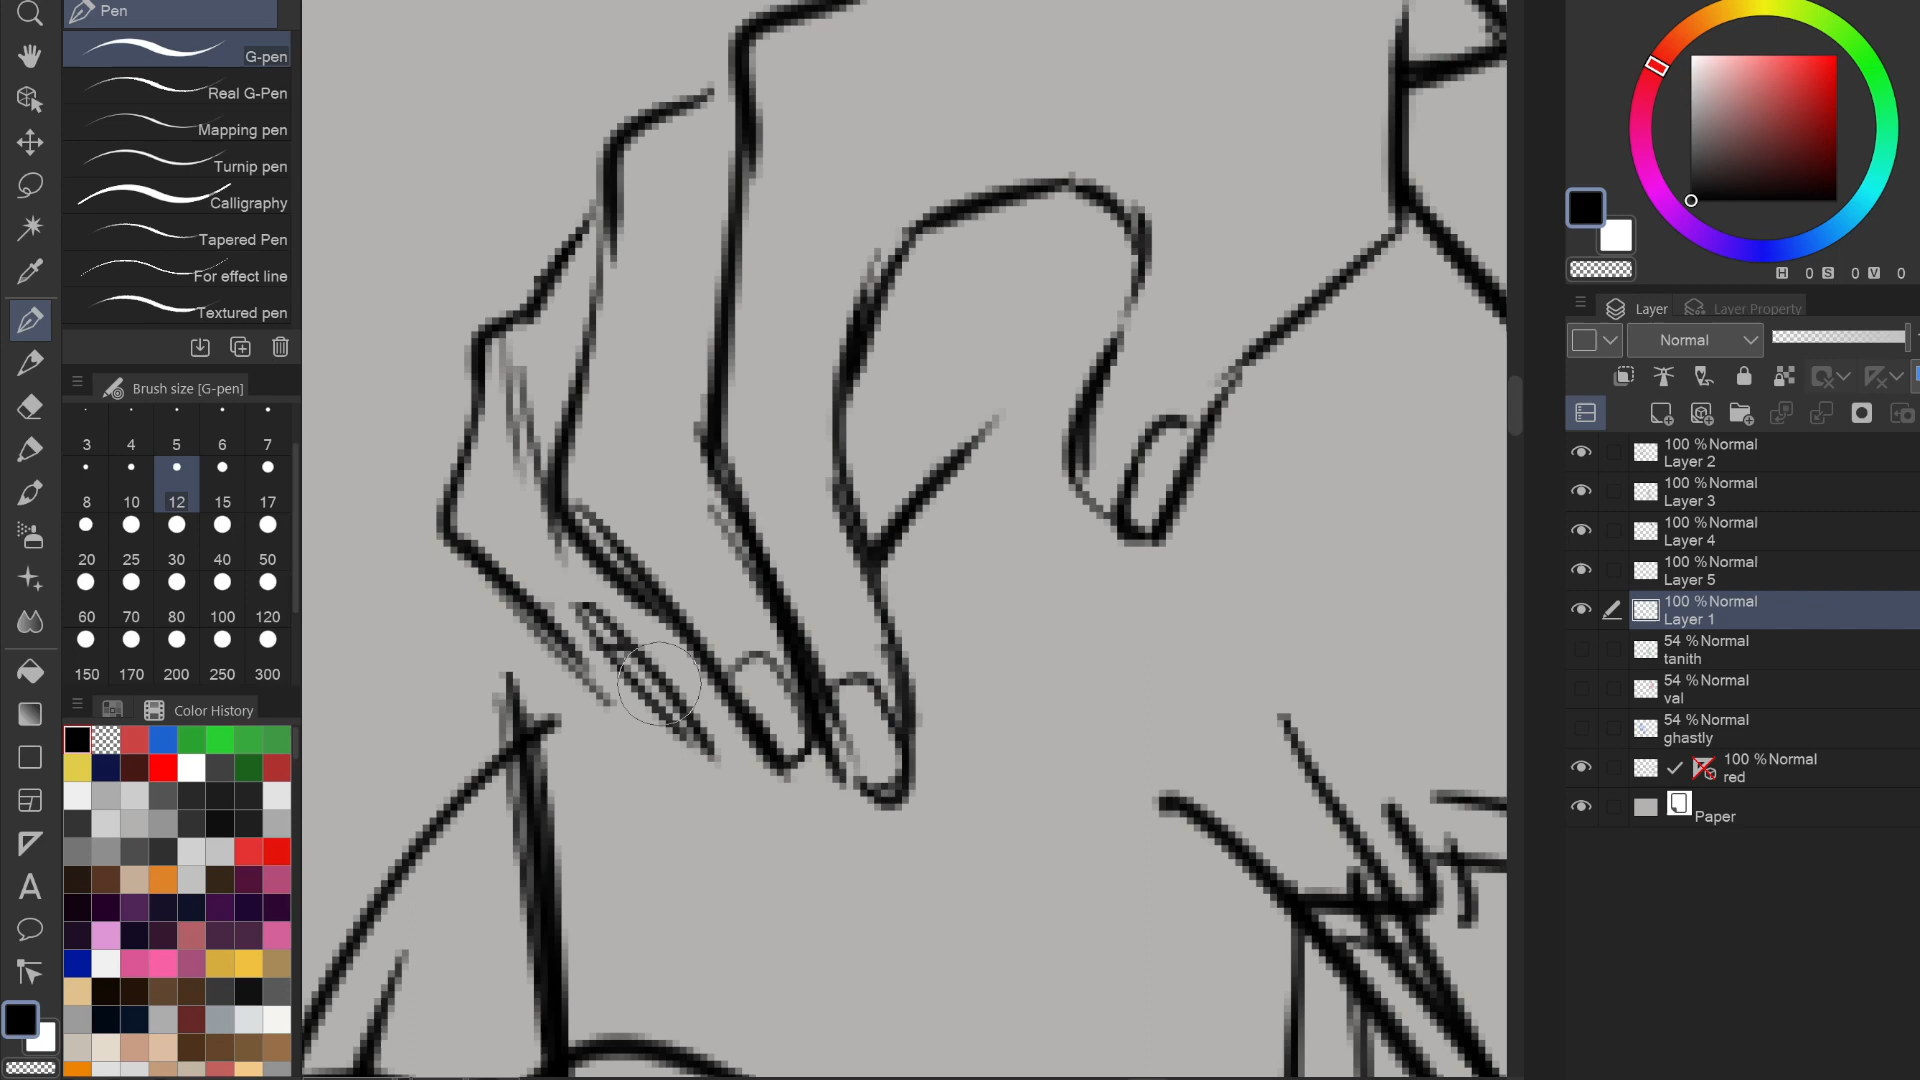 Pen
G-pen
Real G-Pen
Mapping pen
Turnip pen
Calligraphy
Tapered Pen
For effect line
Textured pen
Brush size [G-pen]
3 4 5 6 7
8 10 12 15 17
20 25 30 40 50
60 70 80 100 120
150 170 200 250 300
Color History
H 0 S 0 V 0
Layer Layer Property
Normal
100 %Normal
Layer 2
100 %Normal
Layer 3
100 %Normal
Layer 4
100 %Normal
Layer 5
100 %Normal
Layer 1
54 %Normal
tanith
54 %Normal
val
54 %Normal
ghastly
100 %Normal
red
Paper